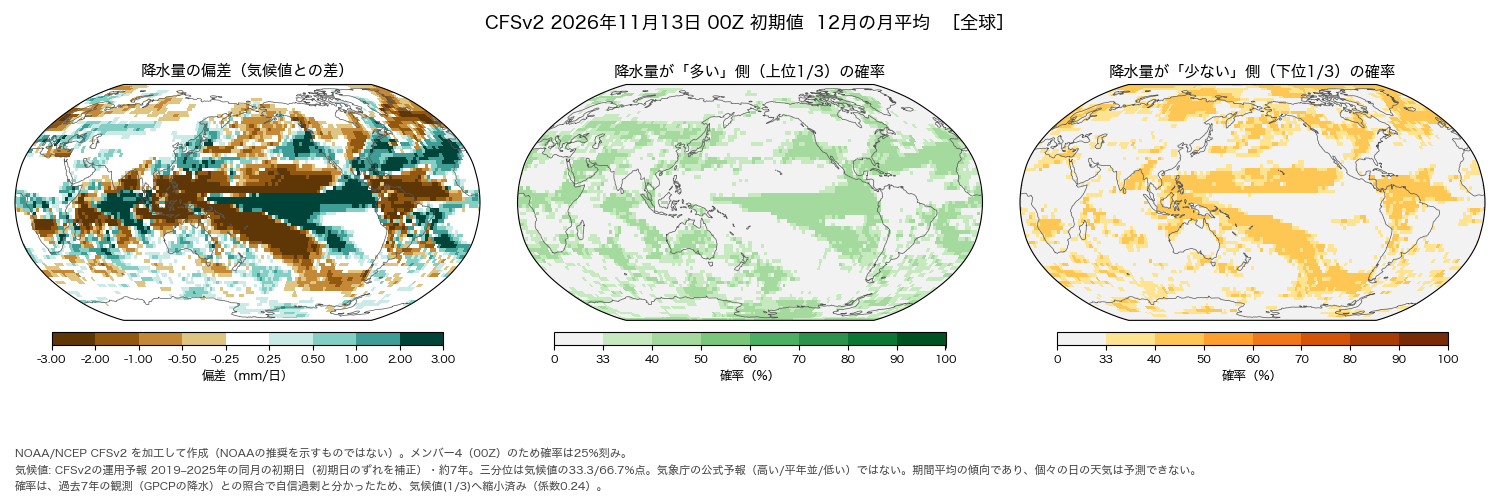 CFSv2 2026年11月13日 00Z 初期値 12月の月平均 ［全球］
降水量の偏差（気候値との差）
降水量が「多い」側（上位1/3）の確率
降水量が「少ない」側（下位1/3）の確率
-3.00 -2.00 -1.00 -0.50 -0.25 0.25 0.50 1.00 2.00 3.00
偏差（mm/日）
0 33 40 50 60 70 80 90 100
確率（%）
0 33 40 50 60 70 80 90 100
確率（%）
NOAA/NCEP CFSv2 を加工して作成（NOAAの推奨を示すものではない）。メンバー4（00Z）のため確率は25%刻み。
気候値: CFSv2の運用予報 2019–2025年の同月の初期日（初期日のずれを補正）・約7年。三分位は気候値の33.3/66.7%点。気象庁の公式予報（高い/平年並/低い）ではない。期間平均の傾向であり、個々の日の天気は予測できない。
確率は、過去7年の観測（GPCPの降水）との照合で自信過剰と分かったため、気候値(1/3)へ縮小済み（係数0.24）。